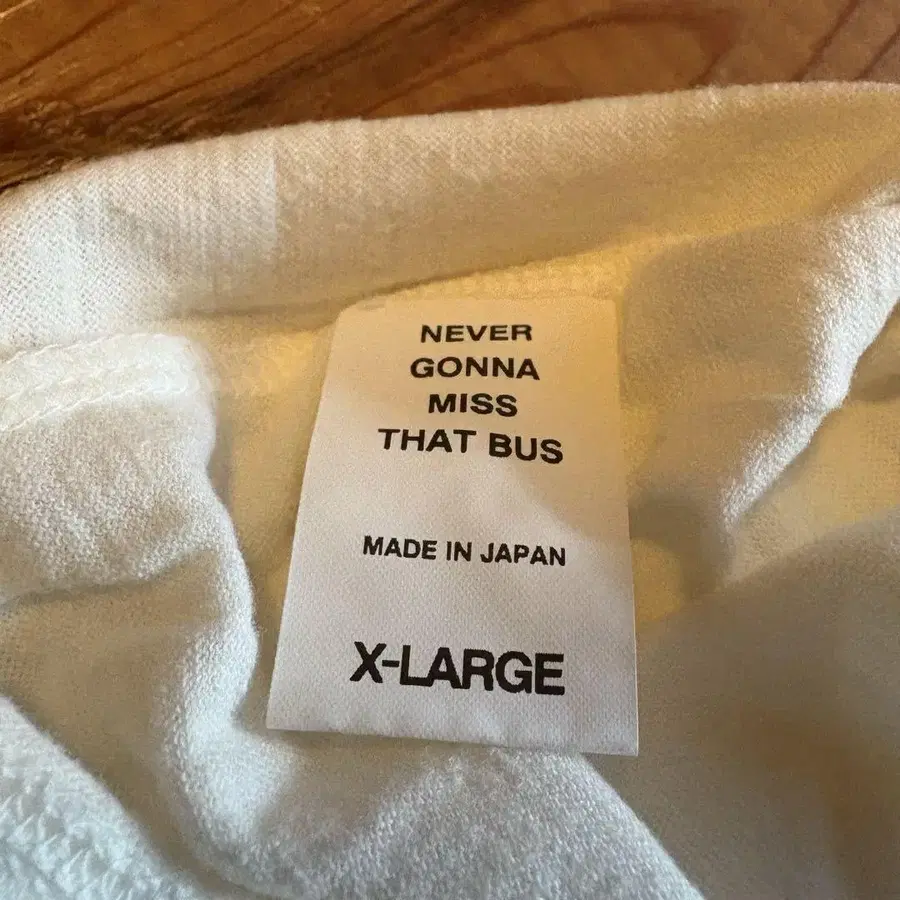 NEVER
GONNA
MISS
THAT BUS
MADE IN JAPAN
X-LARGE